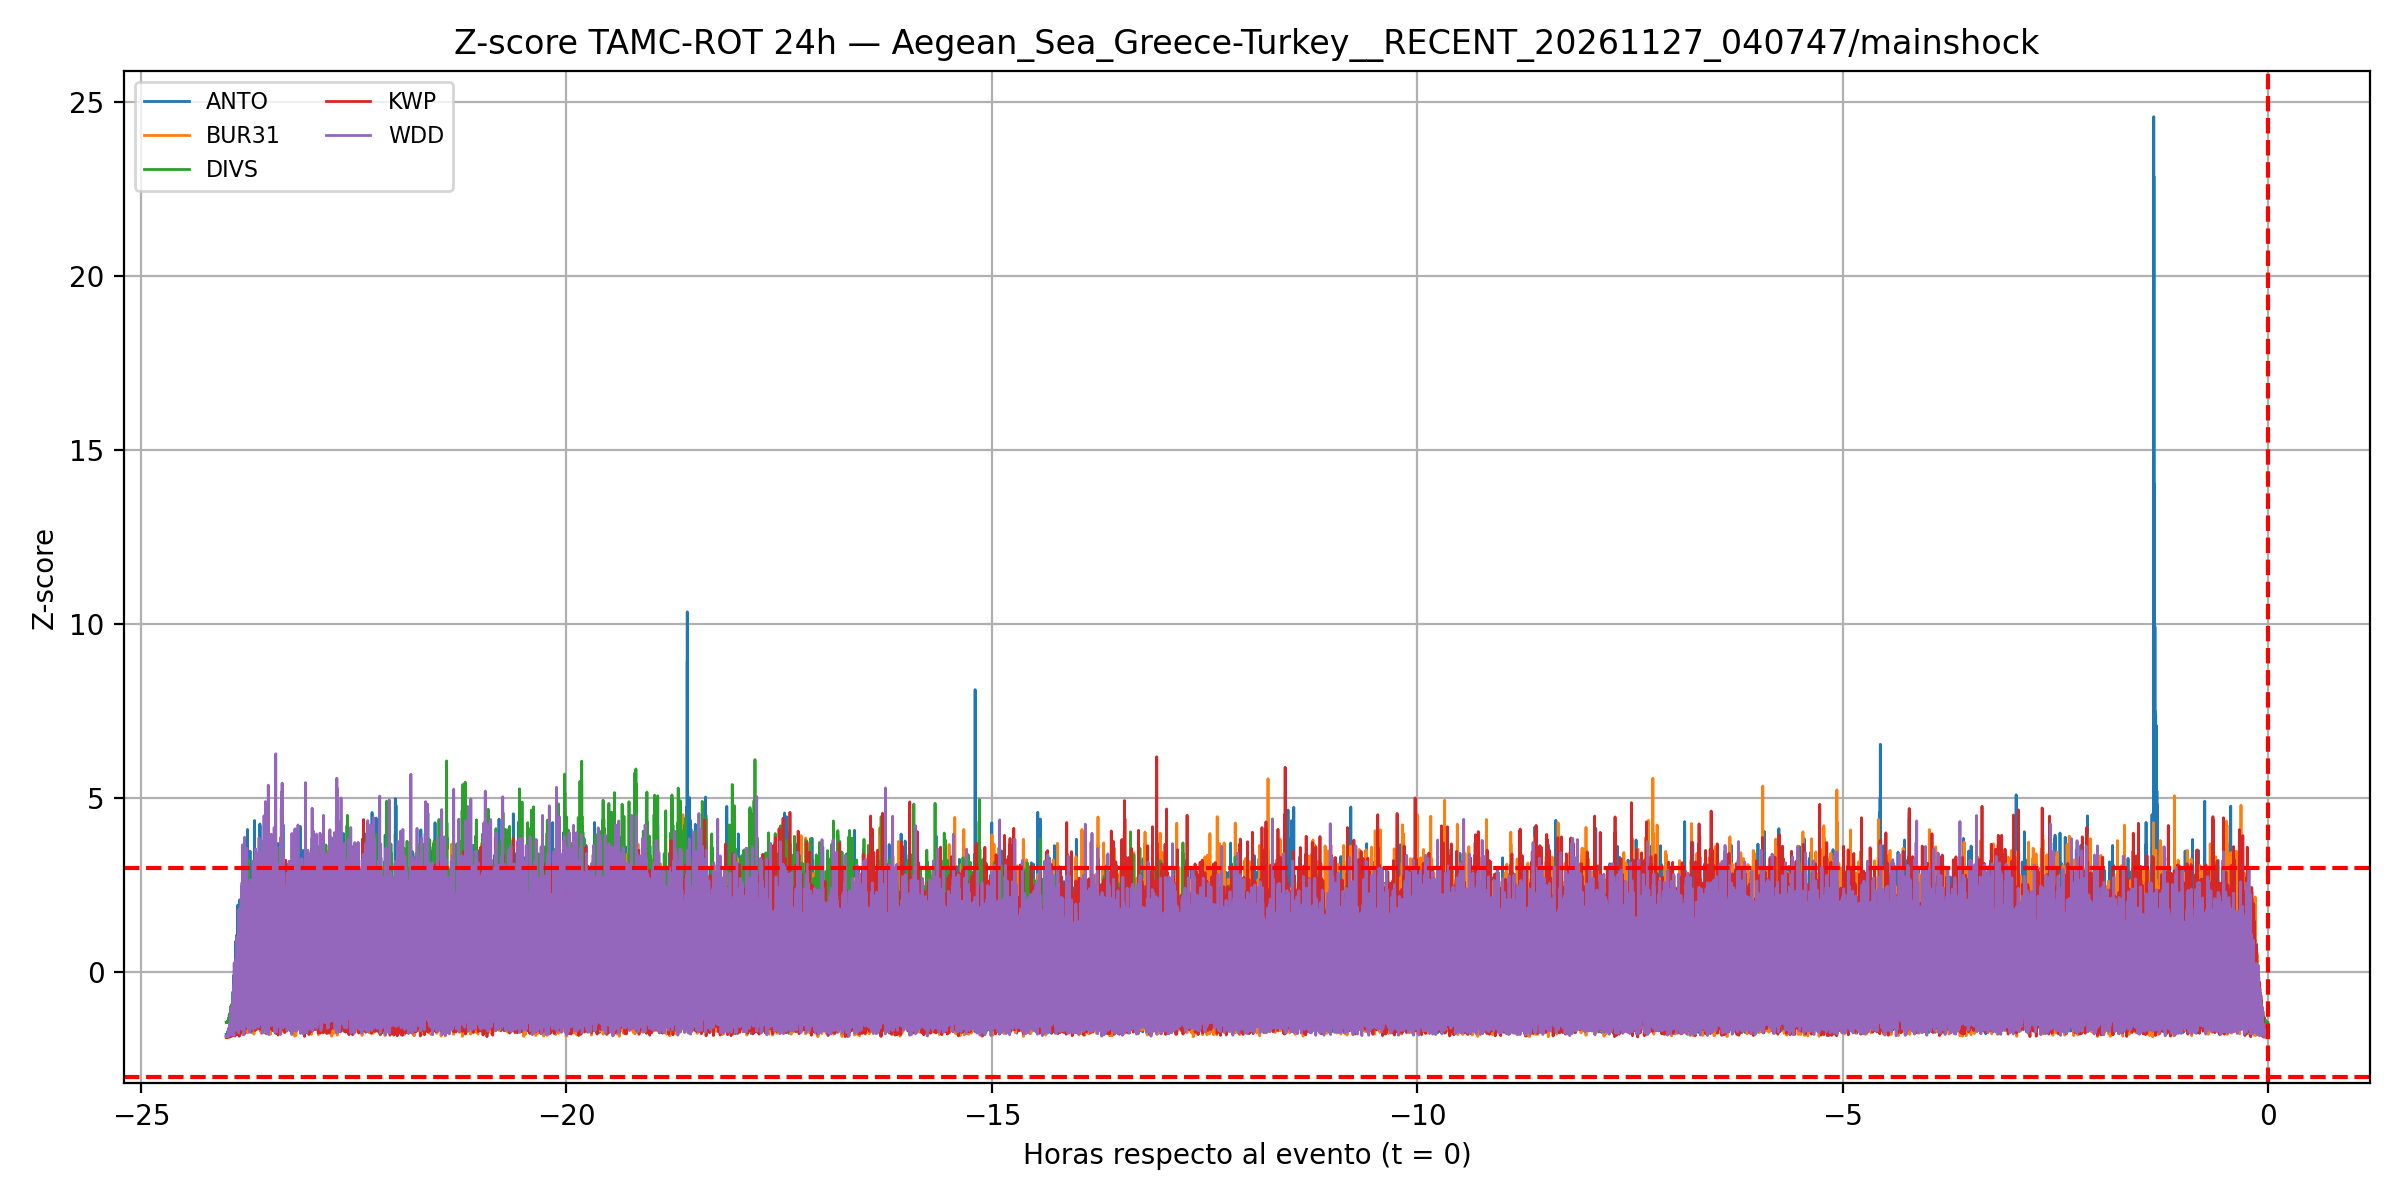 Z-score TAMC-ROT 24h — Aegean_Sea_Greece-Turkey__RECENT_20261127_040747/mainshock
ANTO
BUR31
DIVS
KWP
WDD
25
20
15
10
5
0
Z-score
−25
−20
−15
−10
−5
0
Horas respecto al evento (t = 0)